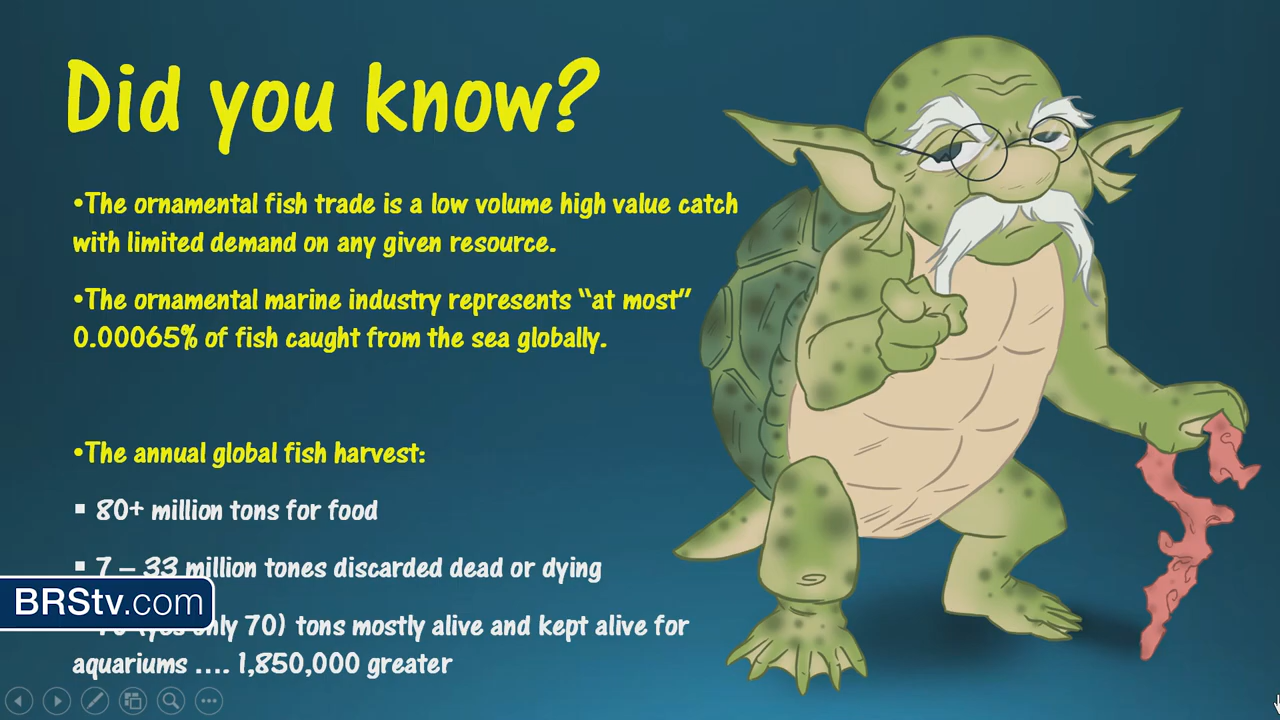 Did you know?
•The ornamental fish trade is a low volume high value catch
with limited demand on any given resource.
•The ornamental marine industry represents “at most”
0.00065% of fish caught from the sea globally.
•The annual global fish harvest:
▪ 80+ million tons for food
▪ 7 – 33 million tones discarded dead or dying
BRStv.com
only 70) tons mostly alive and kept alive for
aquariums .... 1,850,000 greater